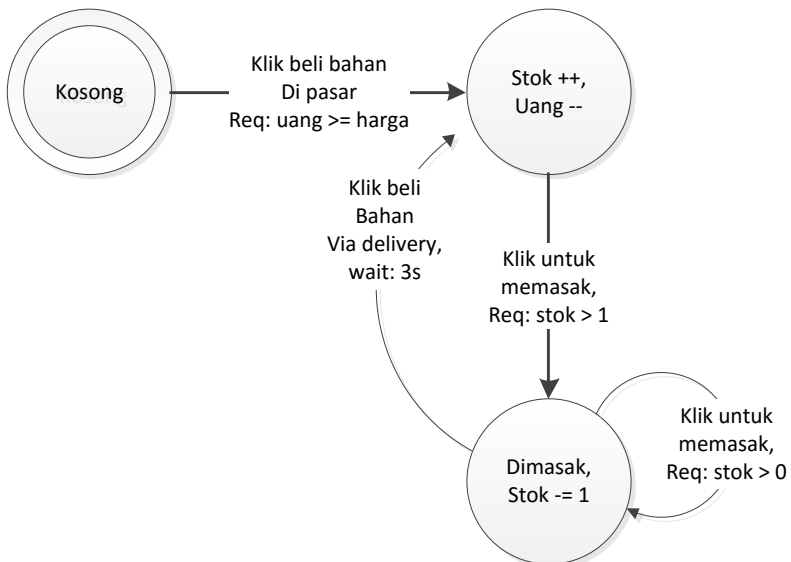 Kosong
Klik beli bahan
Di pasar
Req: uang >= harga
Stok ++,
Uang --
Klik beli
Bahan
Via delivery,
wait: 3s
Klik untuk
memasak,
Req: stok > 1
Dimasak,
Stok -= 1
Klik untuk
memasak,
Req: stok > 0